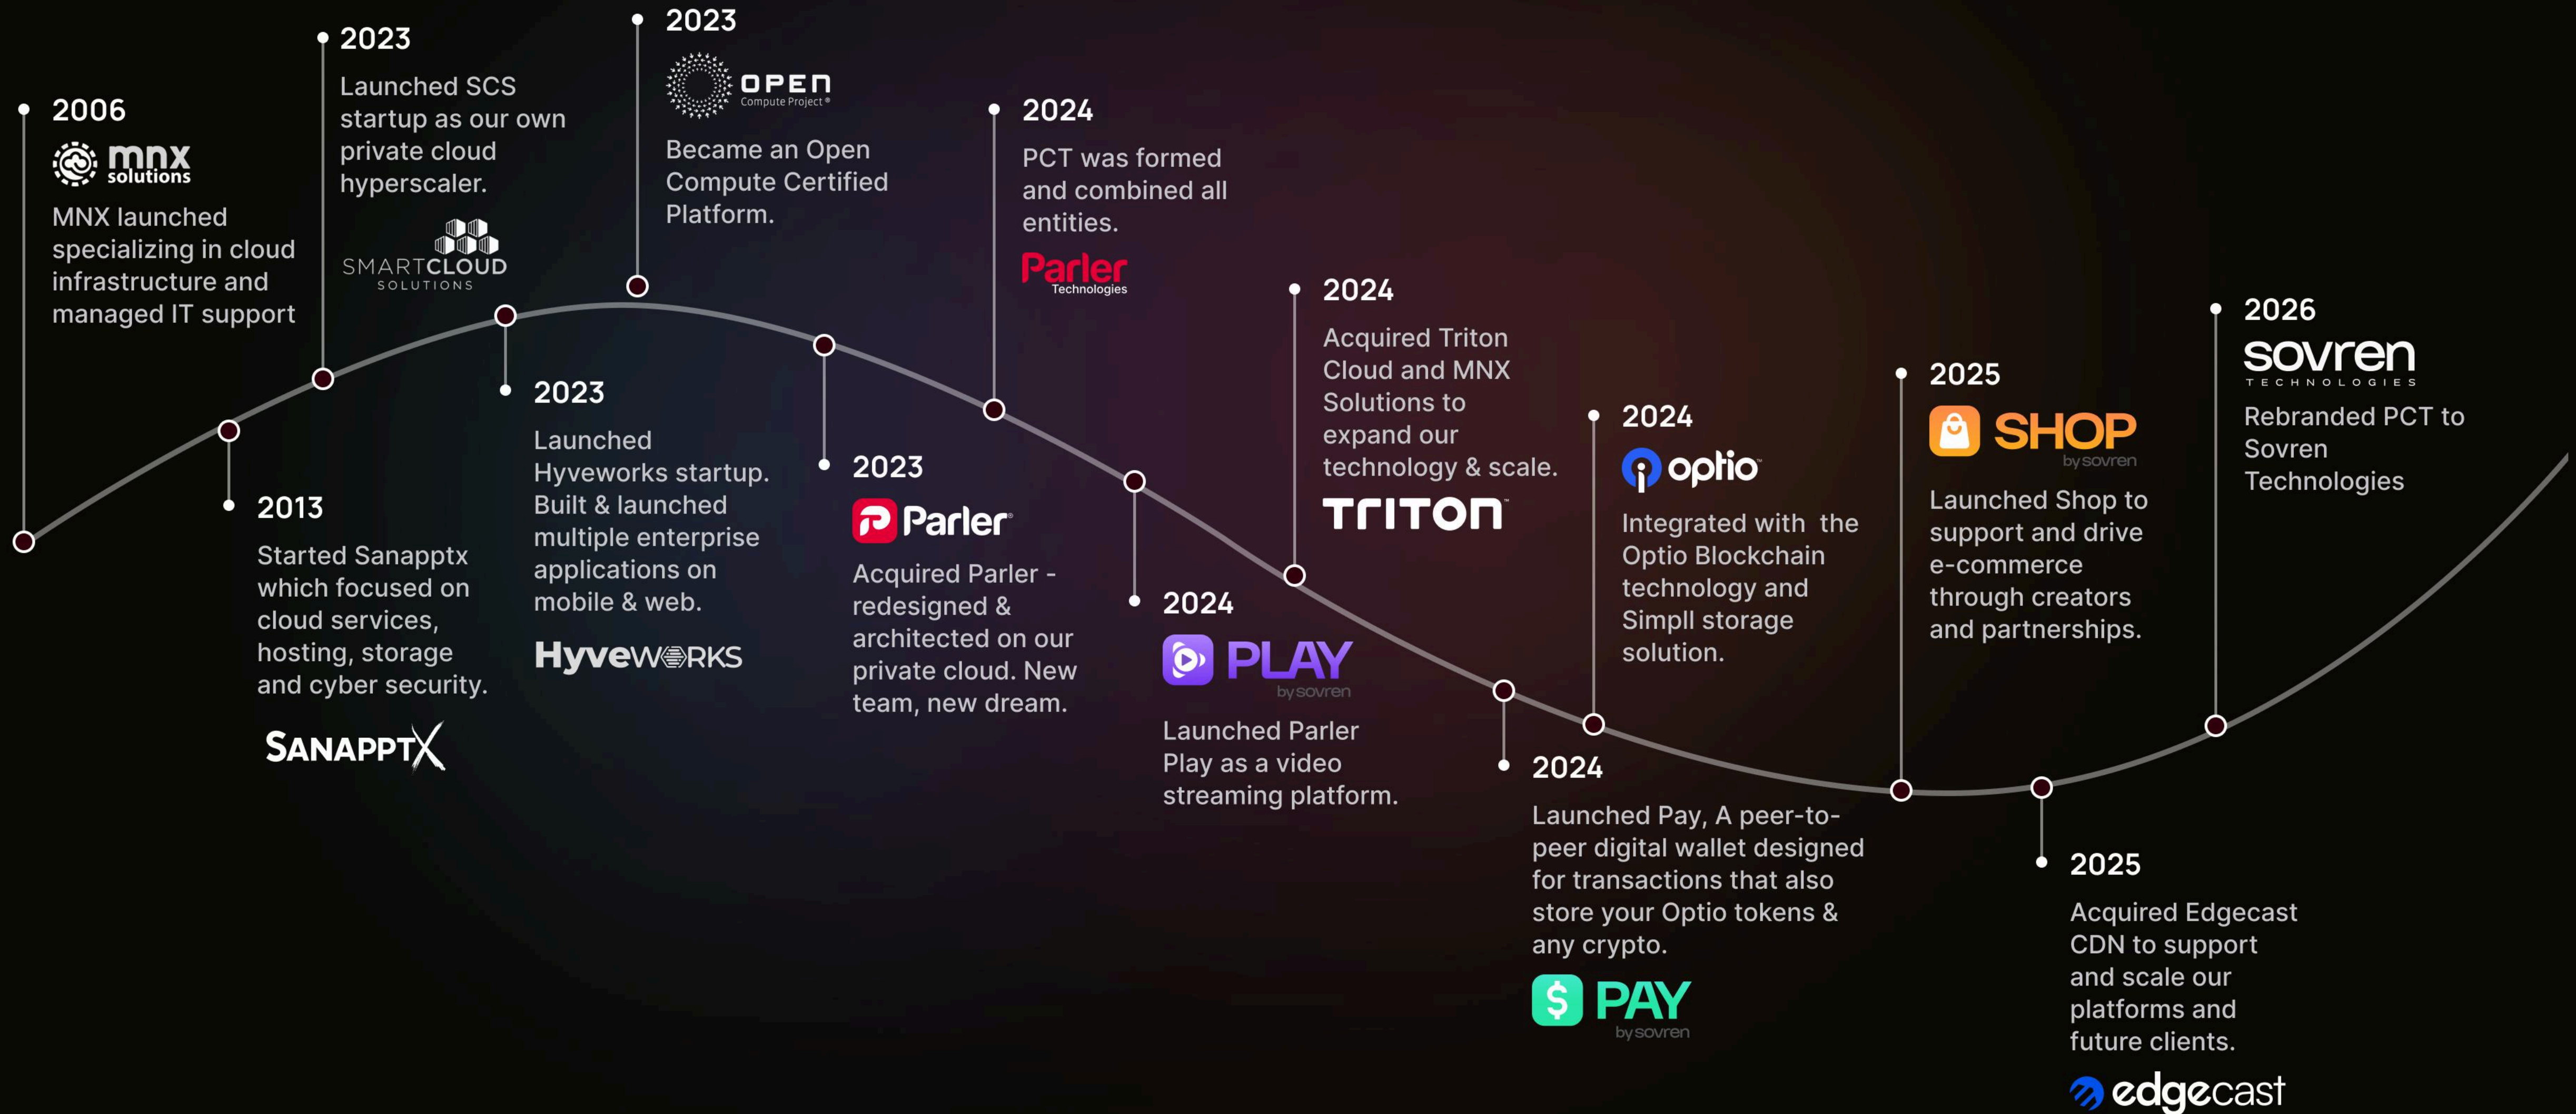 2006
mnx
solutions
MNX launched
specializing in cloud
infrastructure and
managed IT support
2013
Started Sanapptx
which focused on
cloud services,
hosting, storage
and cyber security.
SANAPPTX
2023
Launched SCS
startup as our own
private cloud
hyperscaler.
SMARTCLOUD
SOLUTIONS
2023
Launched
Hyveworks startup.
Built & launched
multiple enterprise
applications on
mobile & web.
HyveWORKS
2023
OPEN
Compute Project®
Became an Open
Compute Certified
Platform.
2023
Parler®
Acquired Parler -
redesigned &
architected on our
private cloud. New
team, new dream.
2024
PCT was formed
and combined all
entities.
Parler
Technologies
2024
PLAY
by sovren
Launched Parler
Play as a video
streaming platform.
2024
Acquired Triton
Cloud and MNX
Solutions to
expand our
technology & scale.
TRITON™
2024
Launched Pay, A peer-to-
peer digital wallet designed
for transactions that also
store your Optio tokens &
any crypto.
$ PAY
by sovren
2024
optio™
Integrated with the
Optio Blockchain
technology and
Simpll storage
solution.
2025
SHOP
by sovren
Launched Shop to
support and drive
e-commerce
through creators
and partnerships.
2025
Acquired Edgecast
CDN to support
and scale our
platforms and
future clients.
edgecast
2026
sovren
TECHNOLOGIES
Rebranded PCT to
Sovren
Technologies